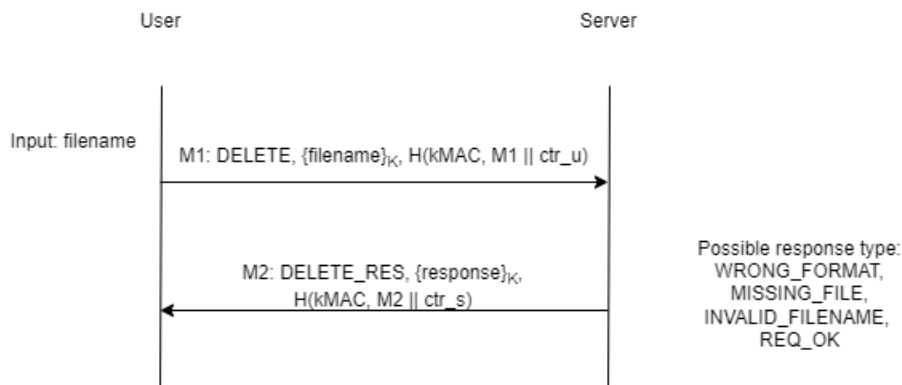 User
Server
Input: filename
M1: DELETE, {filename}K, H(kMAC, M1 || ctr_u)
M2: DELETE_RES, {response}K,
H(kMAC, M2 || ctr_s)
Possible response type:
WRONG_FORMAT,
MISSING_FILE,
INVALID_FILENAME,
REQ_OK